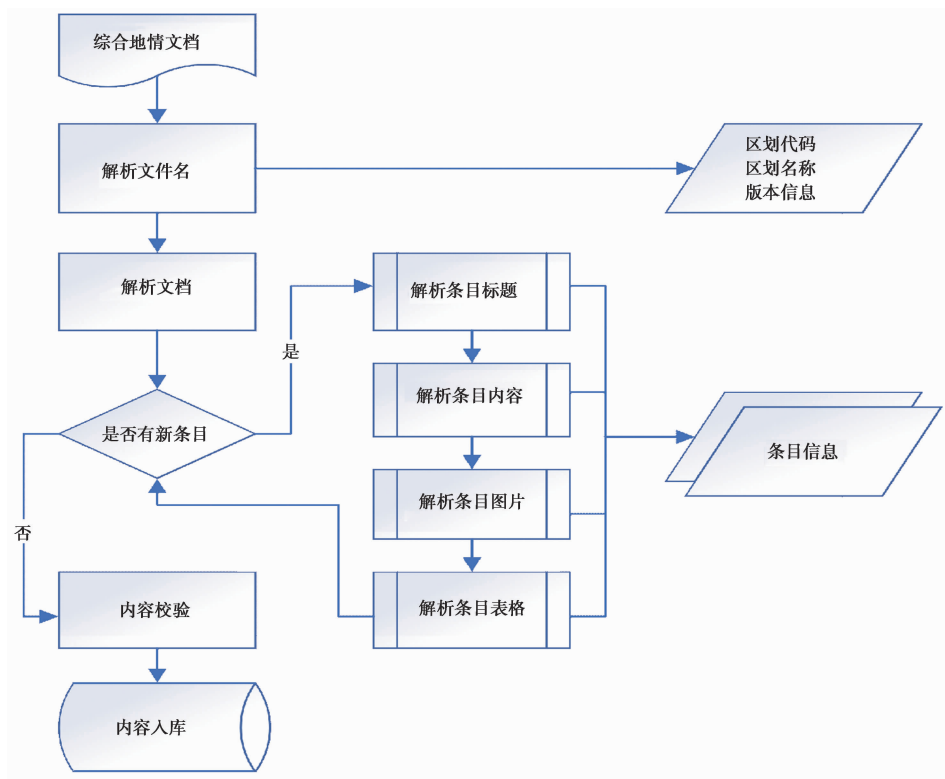 综合地情文档
解析文件名
区划代码
区划名称
版本信息
解析文档
解析条目标题
是
解析条目内容
是否有新条目
条目信息
解析条目图片
否
内容校验
解析条目表格
内容入库